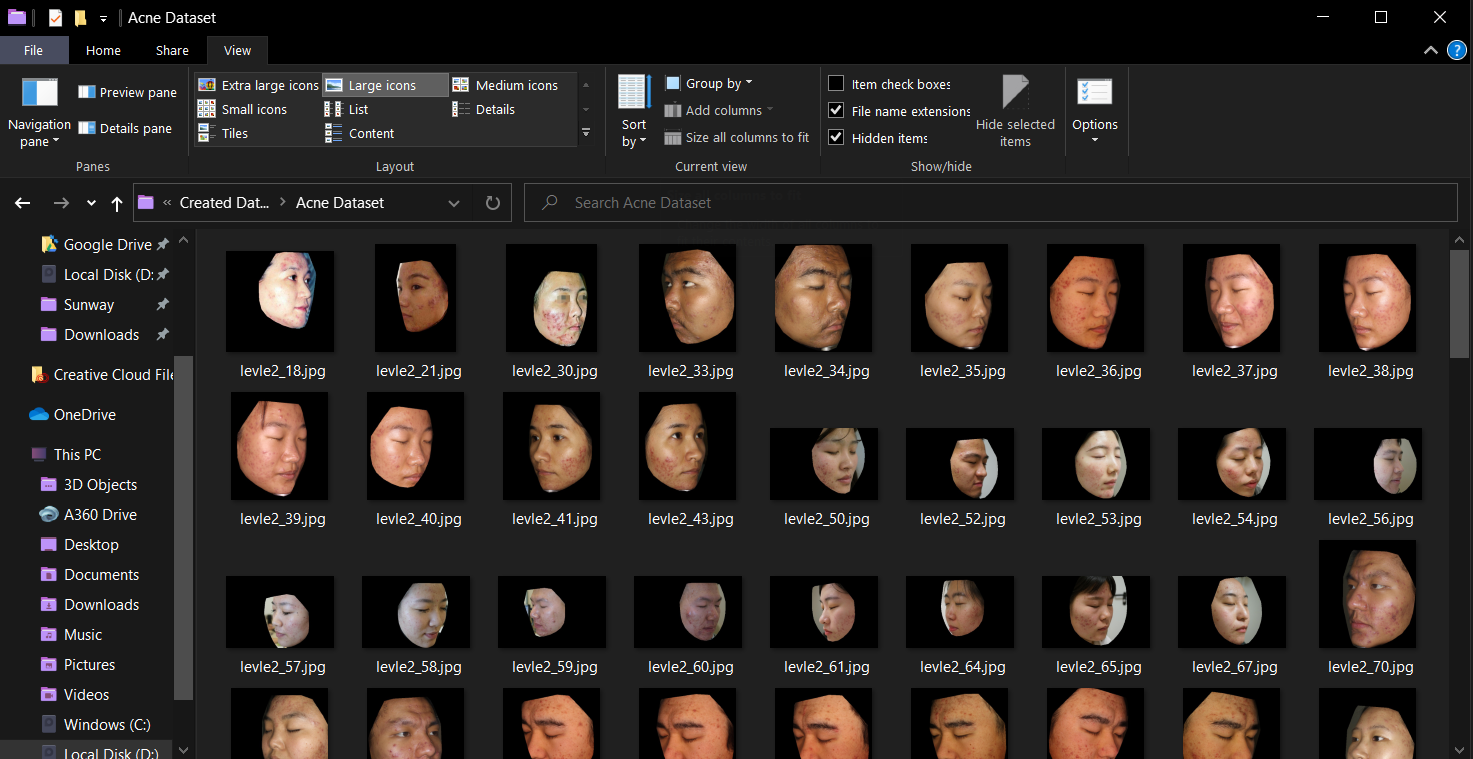 Acne Dataset
File Home Share View
Navigation pane
Preview pane
Details pane
Panes
Extra large icons Large icons Medium icons
Small icons List Details
Tiles Content
Layout
Sort by
Group by
Add columns
Size all columns to fit
Current view
Item check boxes
File name extensions
Hidden items
Hide selected items
Show/hide
Options
« Created Dat... > Acne Dataset
Search Acne Dataset
Google Drive
Local Disk (D:
Sunway
Downloads
Creative Cloud File
OneDrive
This PC
3D Objects
A360 Drive
Desktop
Documents
Downloads
Music
Pictures
Videos
Windows (C:)
Local Disk (D:)
levle2_18.jpg levle2_21.jpg levle2_30.jpg levle2_33.jpg levle2_34.jpg levle2_35.jpg levle2_36.jpg levle2_37.jpg levle2_38.jpg
levle2_39.jpg levle2_40.jpg levle2_41.jpg levle2_43.jpg levle2_50.jpg levle2_52.jpg levle2_53.jpg levle2_54.jpg levle2_56.jpg
levle2_57.jpg levle2_58.jpg levle2_59.jpg levle2_60.jpg levle2_61.jpg levle2_64.jpg levle2_65.jpg levle2_67.jpg levle2_70.jpg